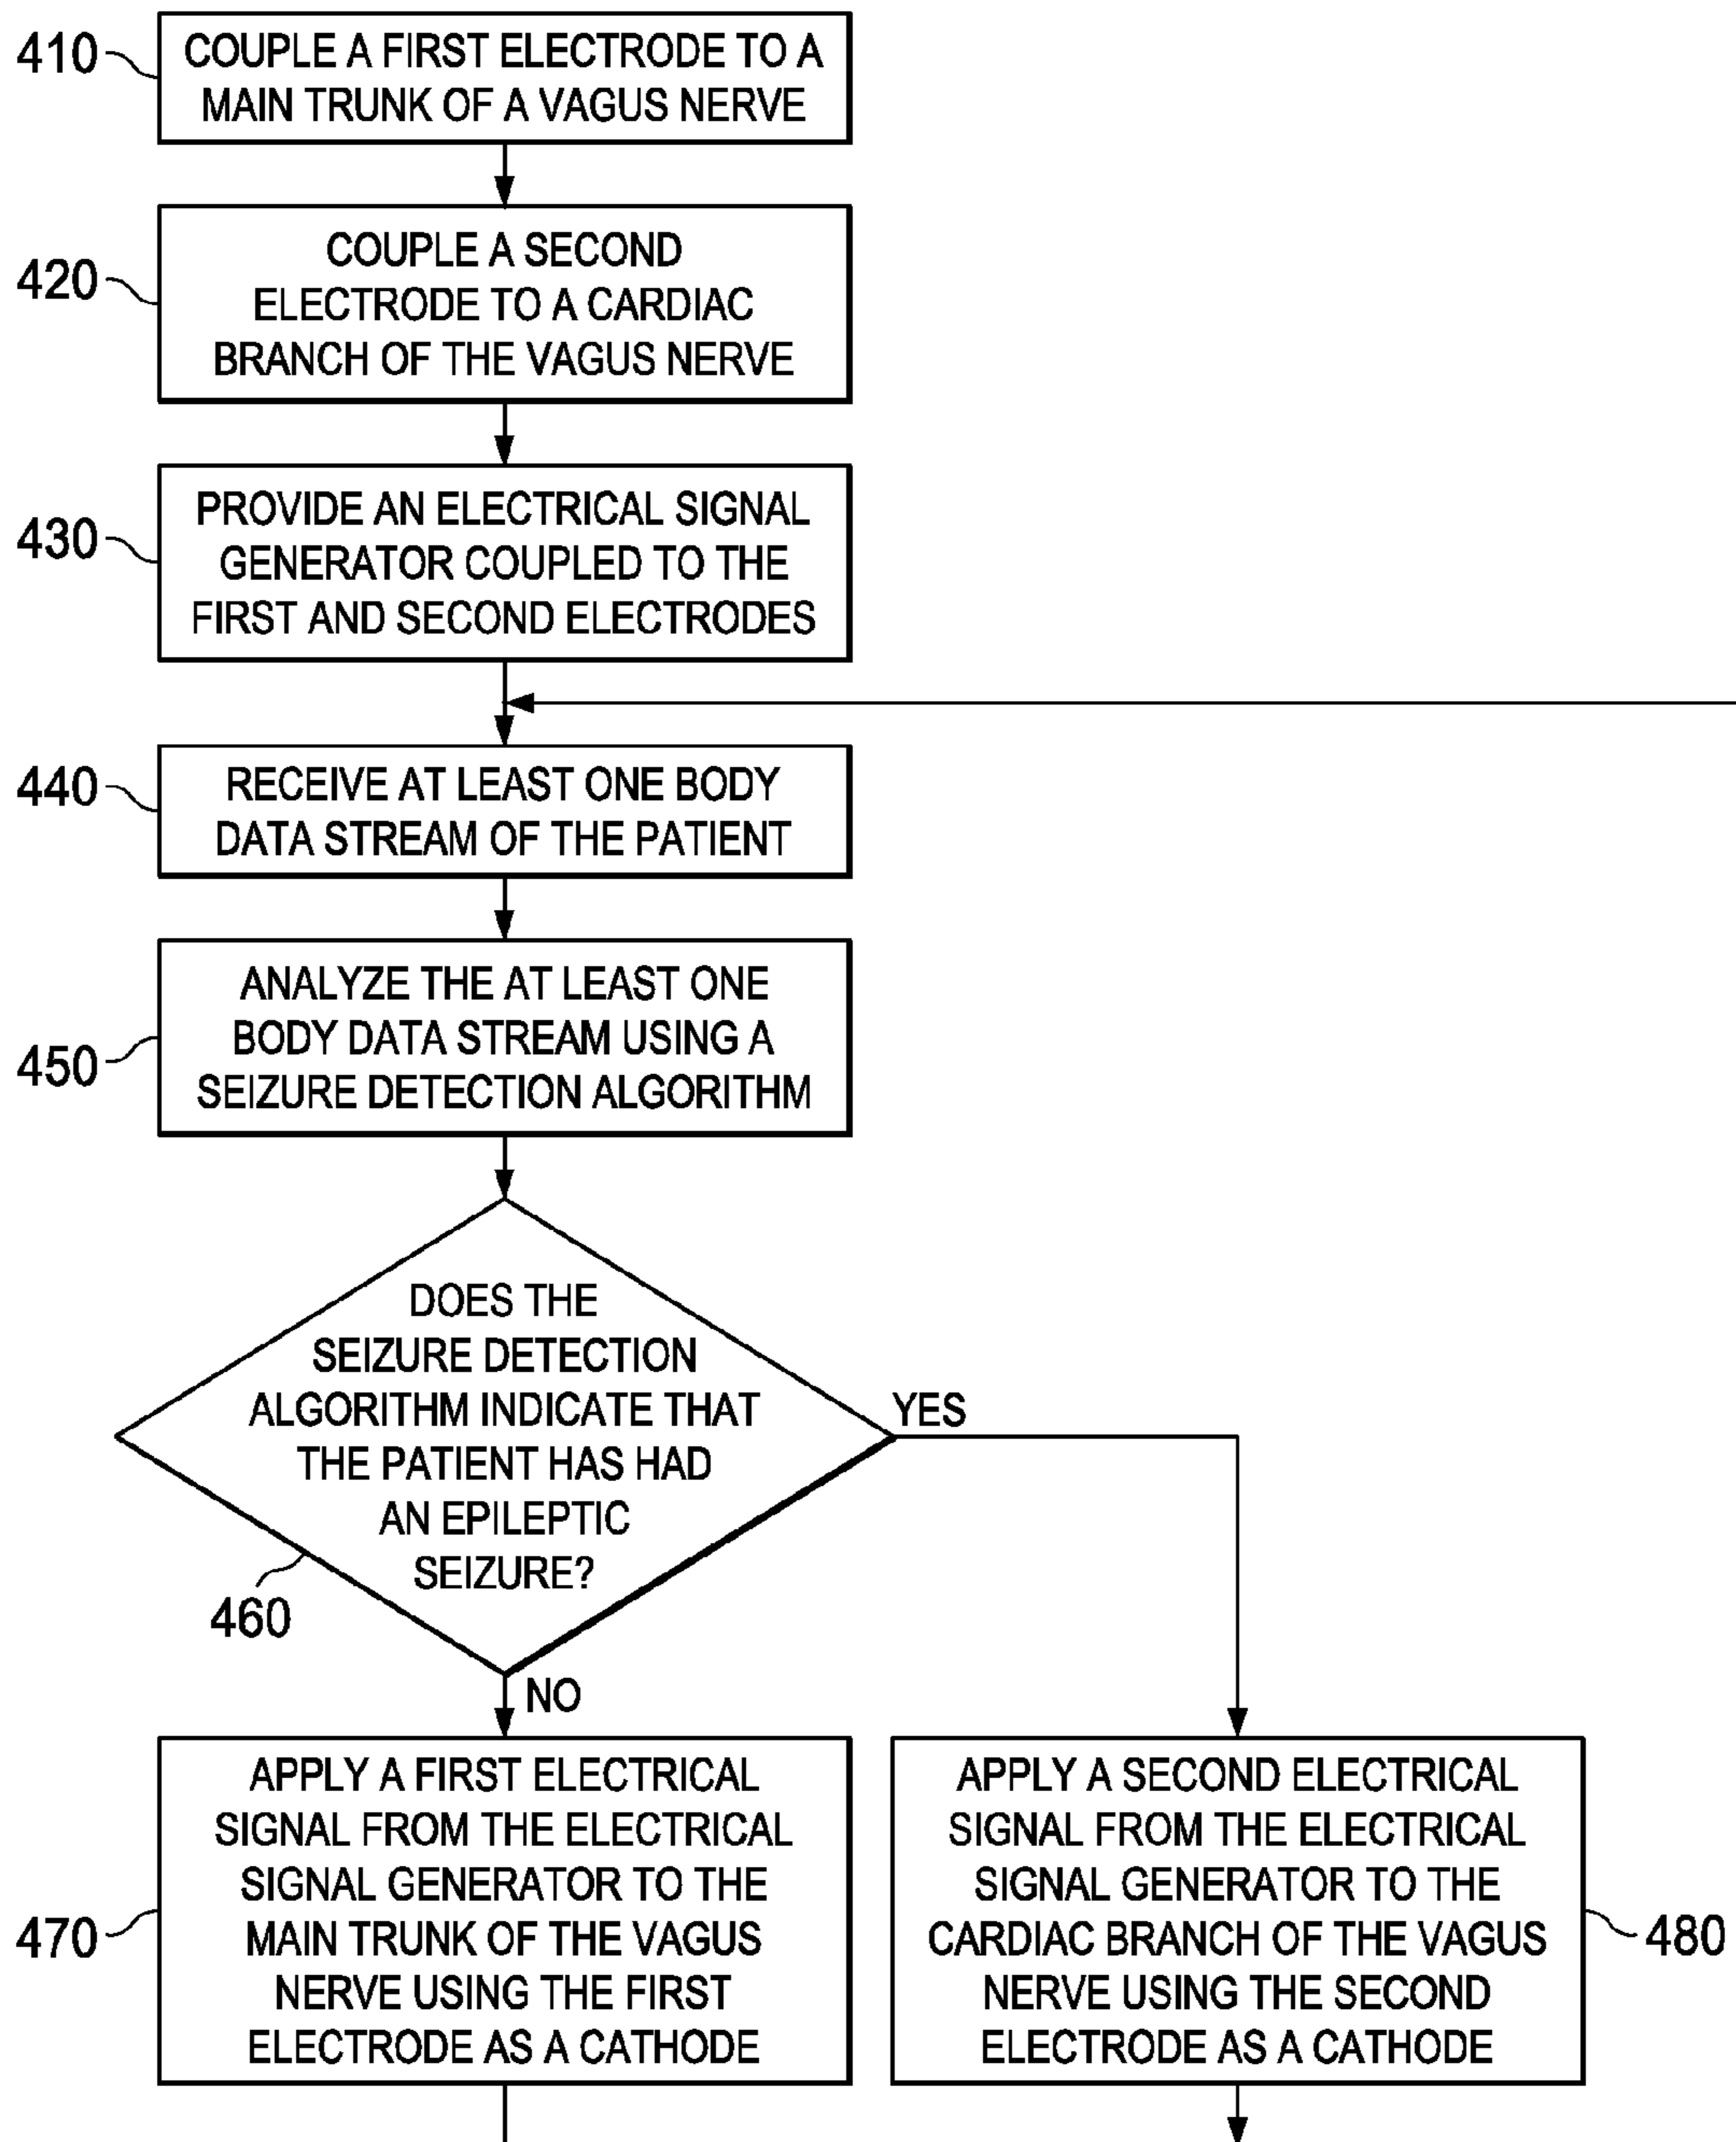 410
COUPLE A FIRST ELECTRODE TO A
MAIN TRUNK OF A VAGUS NERVE
420
COUPLE A SECOND
ELECTRODE TO A CARDIAC
BRANCH OF THE VAGUS NERVE
430
PROVIDE AN ELECTRICAL SIGNAL
GENERATOR COUPLED TO THE
FIRST AND SECOND ELECTRODES
440
RECEIVE AT LEAST ONE BODY
DATA STREAM OF THE PATIENT
450
ANALYZE THE AT LEAST ONE
BODY DATA STREAM USING A
SEIZURE DETECTION ALGORITHM
DOES THE
SEIZURE DETECTION
ALGORITHM INDICATE THAT
THE PATIENT HAS HAD
AN EPILEPTIC
SEIZURE?
460
YES
NO
470
APPLY A FIRST ELECTRICAL
SIGNAL FROM THE ELECTRICAL
SIGNAL GENERATOR TO THE
MAIN TRUNK OF THE VAGUS
NERVE USING THE FIRST
ELECTRODE AS A CATHODE
APPLY A SECOND ELECTRICAL
SIGNAL FROM THE ELECTRICAL
SIGNAL GENERATOR TO THE
CARDIAC BRANCH OF THE VAGUS
NERVE USING THE SECOND
ELECTRODE AS A CATHODE
480